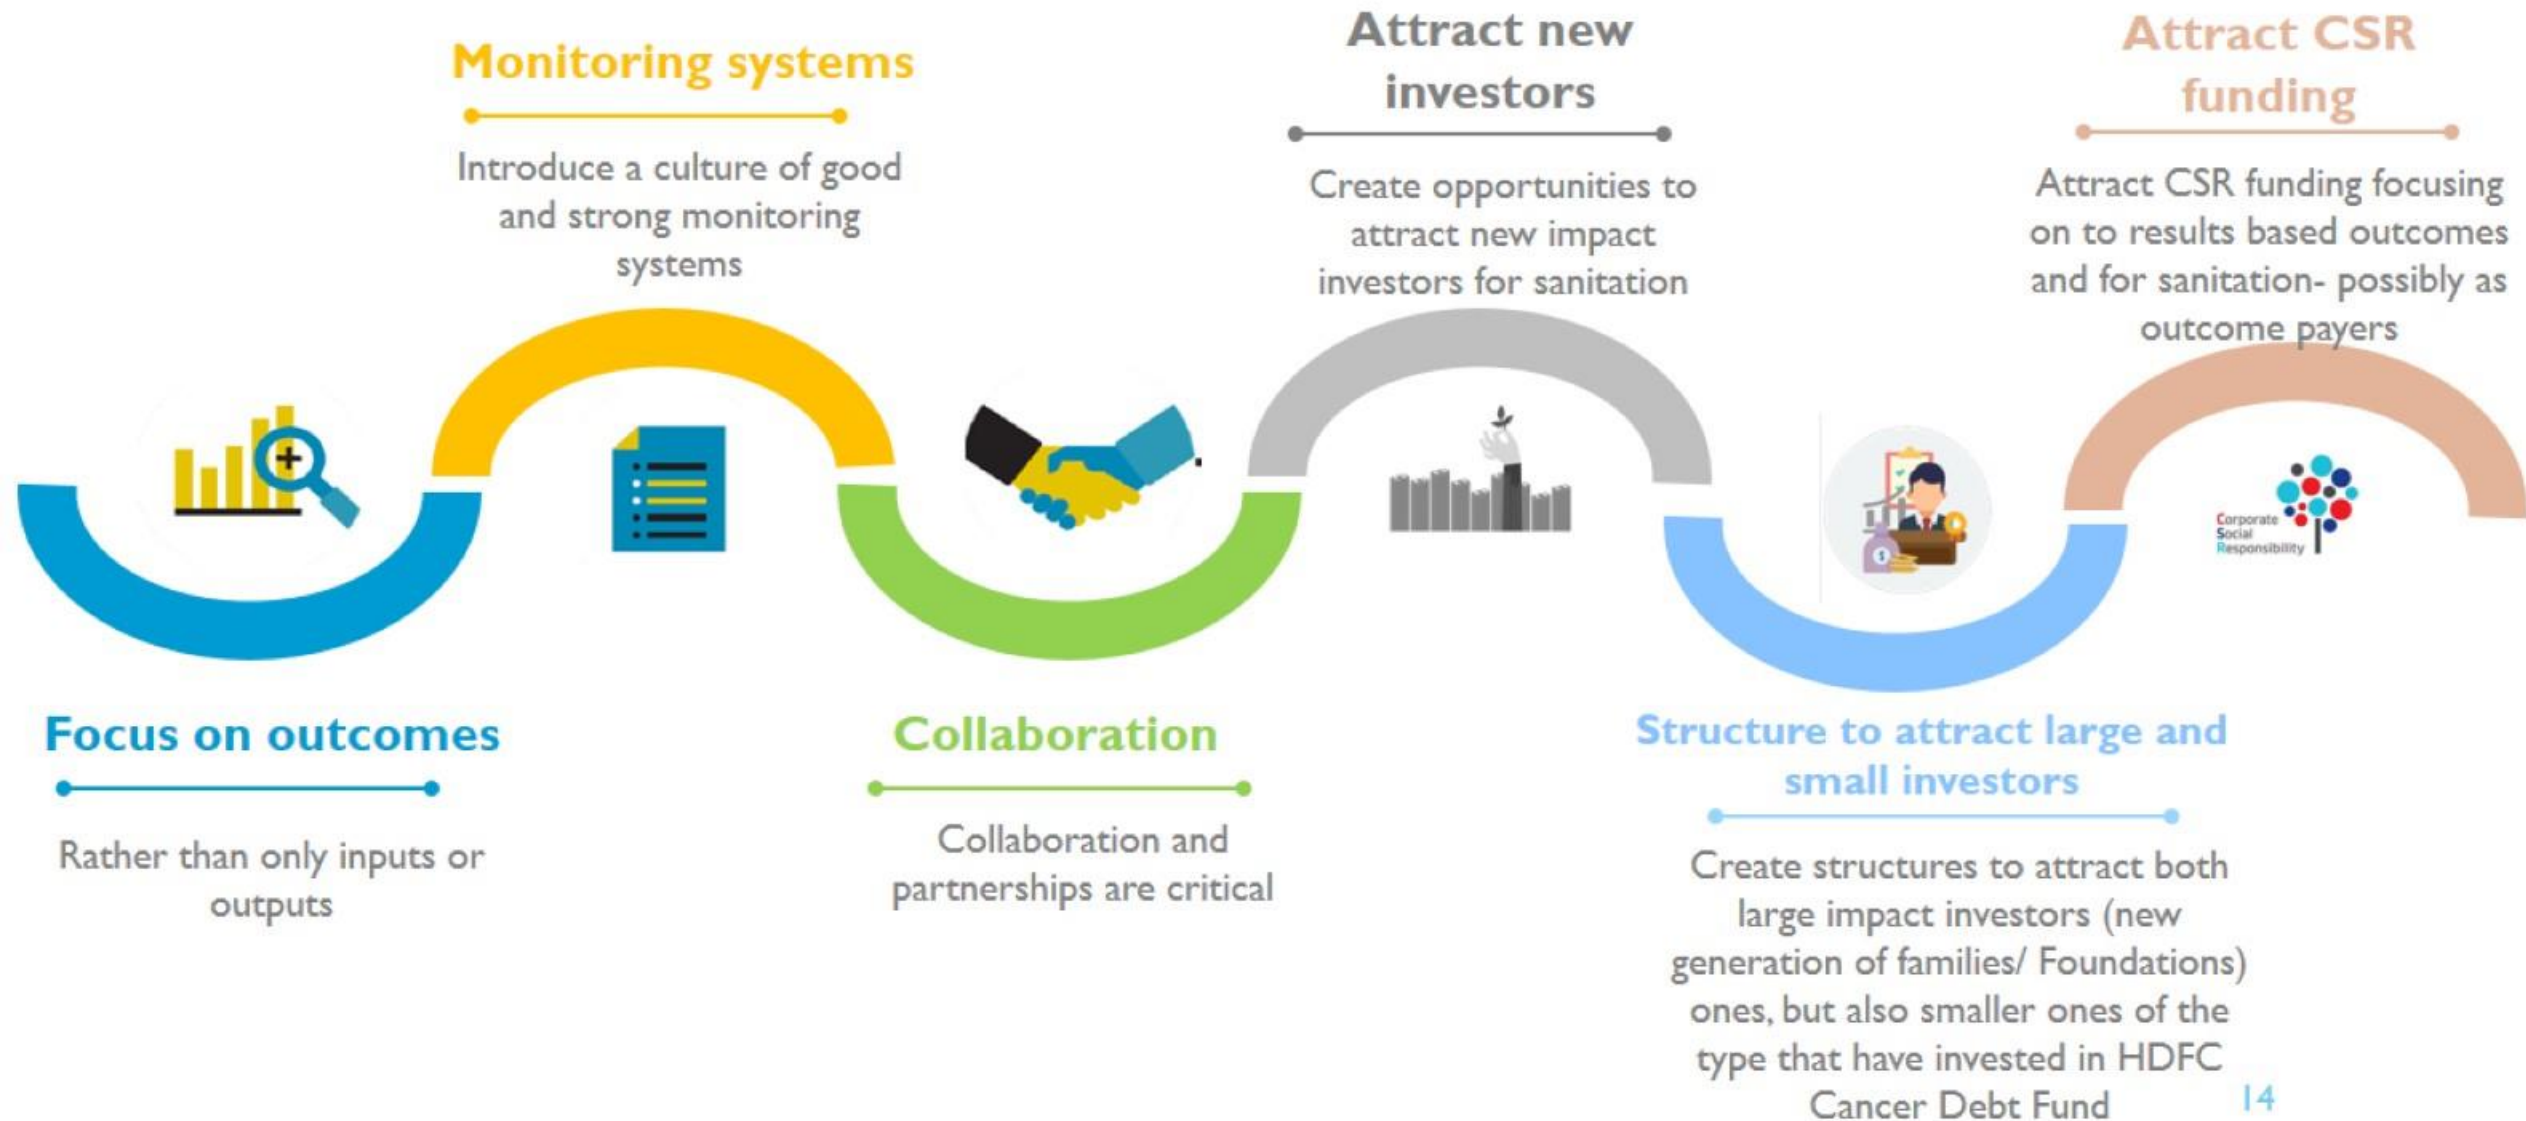 Focus on outcomes
Rather than only inputs or
outputs
Monitoring systems
Introduce a culture of good
and strong monitoring
systems
Collaboration
Collaboration and
partnerships are critical
Attract new
investors
Create opportunities to
attract new impact
investors for sanitation
Structure to attract large and
small investors
Create structures to attract both
large impact investors (new
generation of families/ Foundations)
ones, but also smaller ones of the
type that have invested in HDFC
Cancer Debt Fund
Attract CSR
funding
Attract CSR funding focusing
on to results based outcomes
and for sanitation- possibly as
outcome payers
Corporate
Social
Responsibility
14